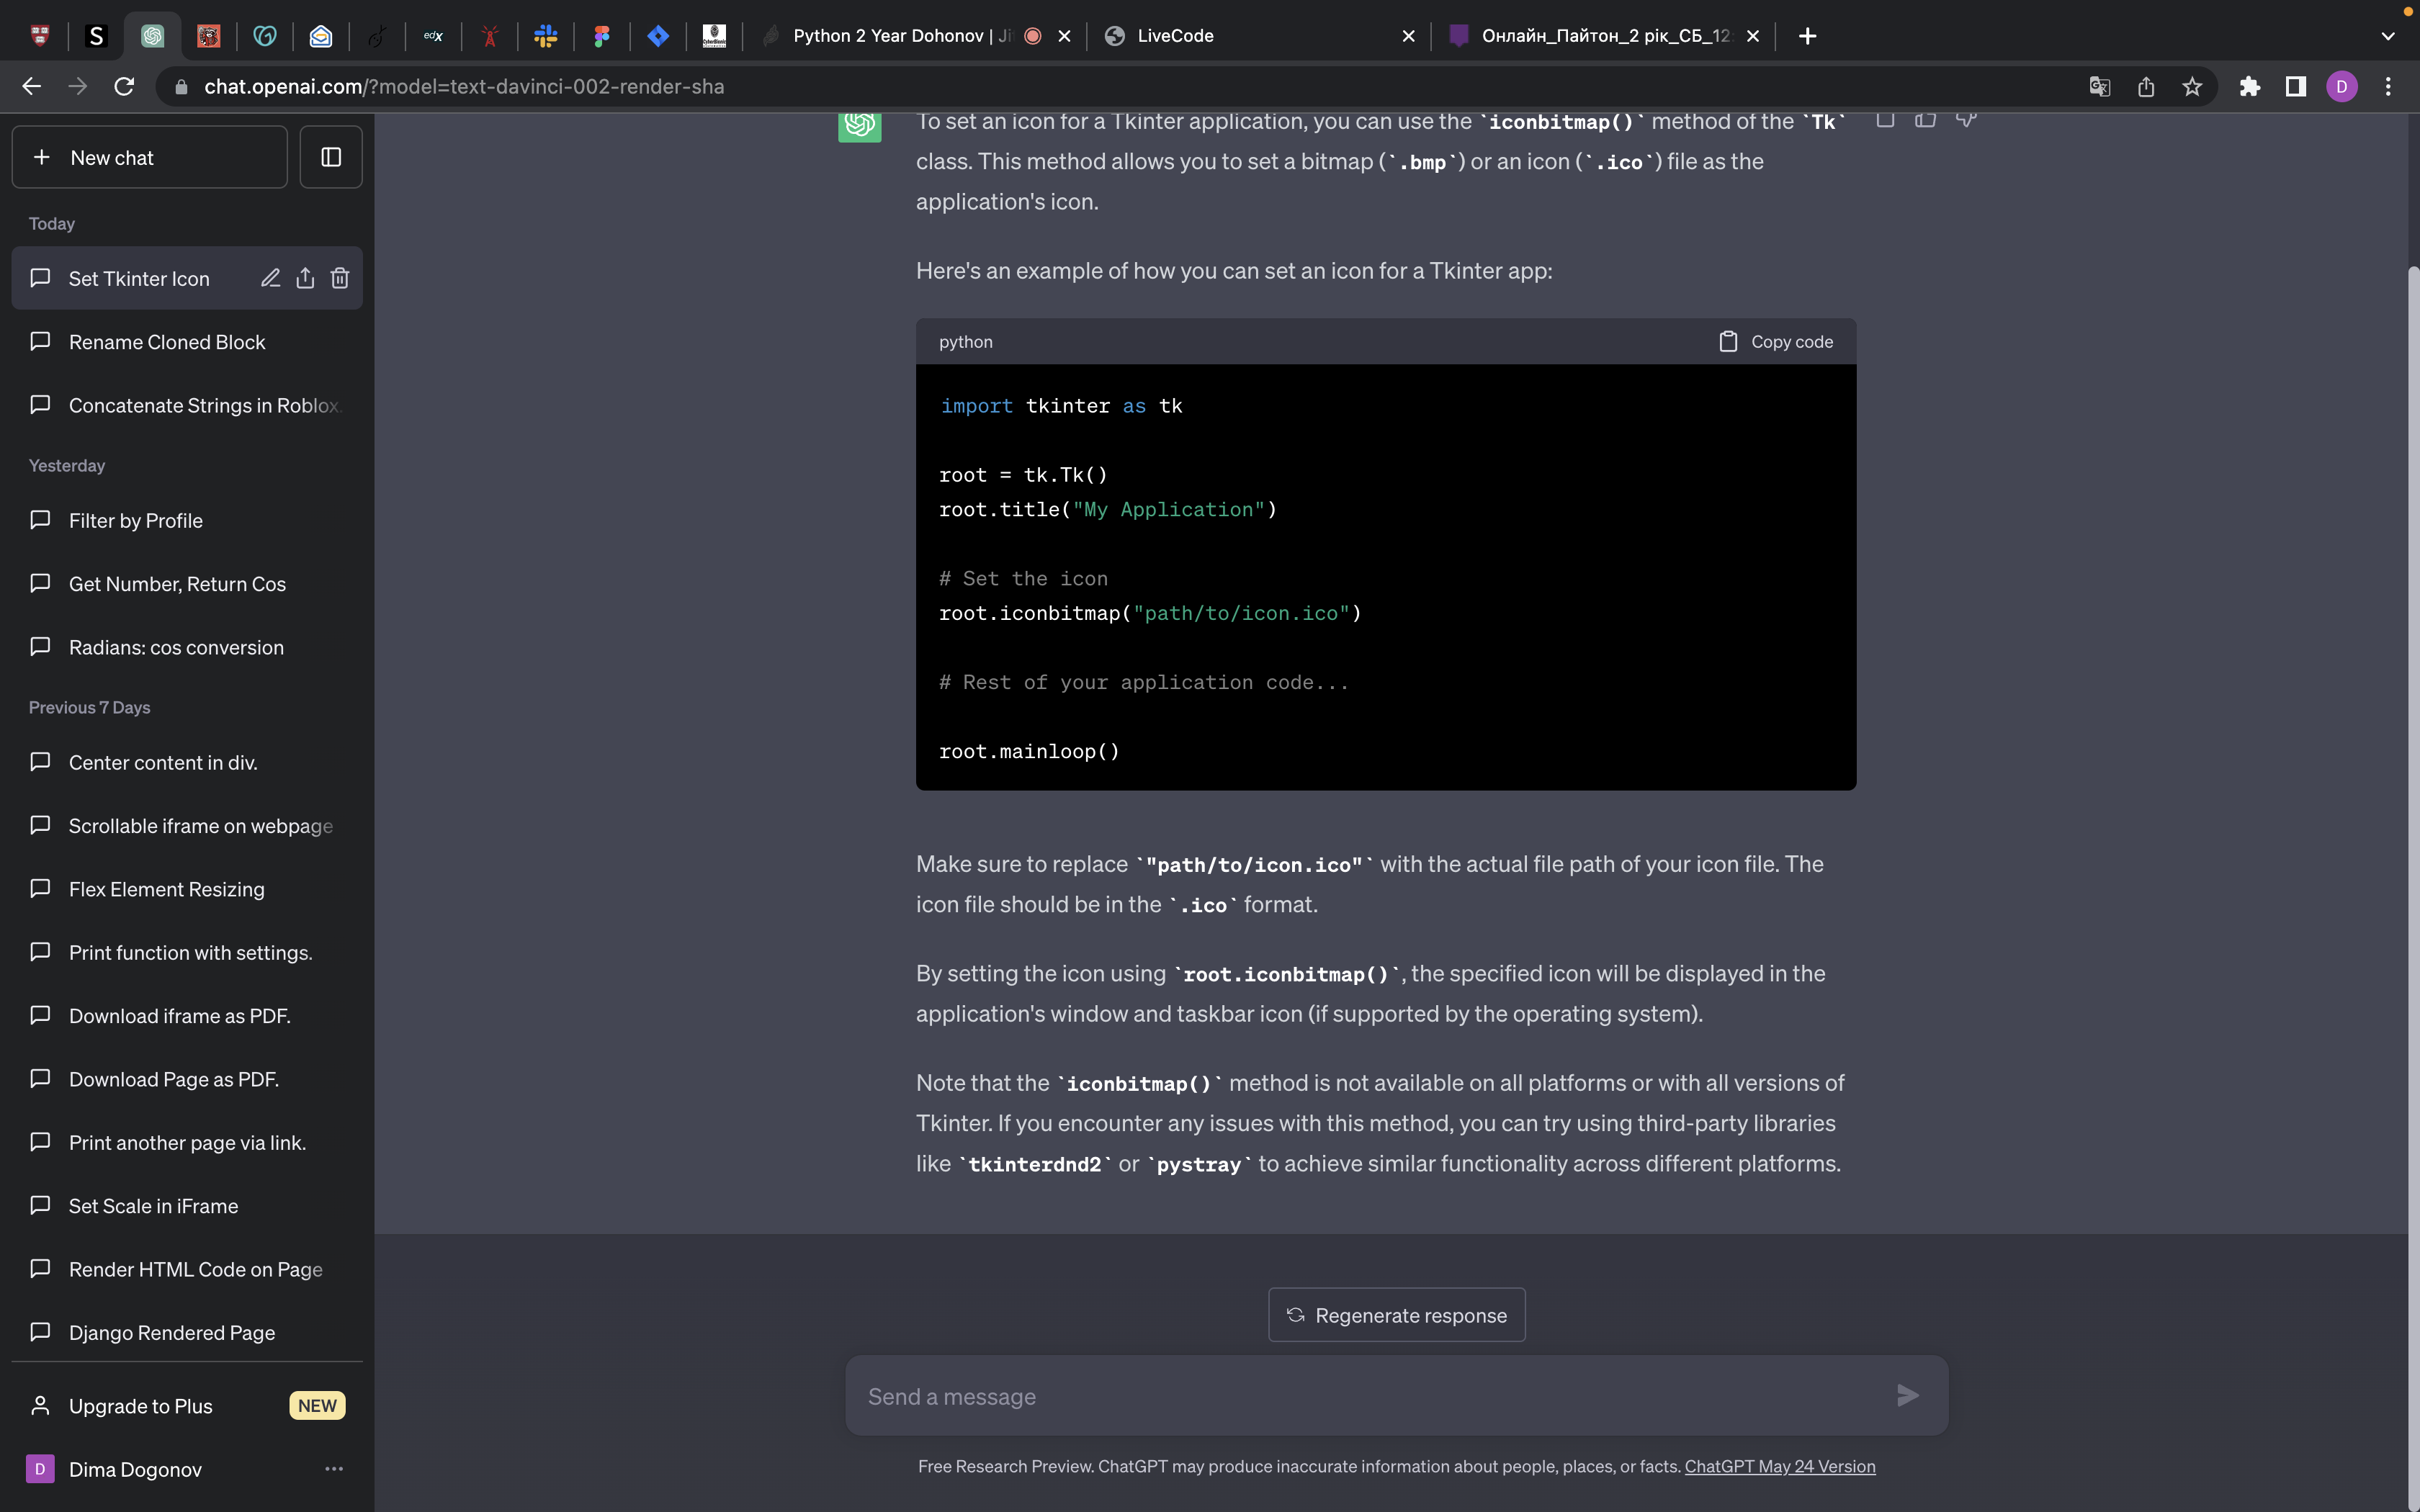 S
edX
Python 2 Year Dohonov | Ji
LiveCode
Онлайн_Пайтон_2 рік_СБ_12
chat.openai.com/?model=text-davinci-002-render-sha
D
New chat
Today
Set Tkinter Icon
Rename Cloned Block
Concatenate Strings in Roblox.
Yesterday
Filter by Profile
Get Number, Return Cos
Radians: cos conversion
Previous 7 Days
Center content in div.
Scrollable iframe on webpage
Flex Element Resizing
Print function with settings.
Download iframe as PDF.
Download Page as PDF.
Print another page via link.
Set Scale in iFrame
Render HTML Code on Page
Django Rendered Page
Upgrade to Plus
NEW
D
Dima Dogonov
To set an icon for a Tkinter application, you can use the `iconbitmap()` method of the `Tk`
class. This method allows you to set a bitmap (`.bmp`) or an icon (`.ico`) file as the
application's icon.
Here's an example of how you can set an icon for a Tkinter app:
python
Copy code
import tkinter as tk
root = tk.Tk()
root.title("My Application")
# Set the icon
root.iconbitmap("path/to/icon.ico")
# Rest of your application code...
root.mainloop()
Make sure to replace `"path/to/icon.ico"` with the actual file path of your icon file. The
icon file should be in the `.ico` format.
By setting the icon using `root.iconbitmap()`, the specified icon will be displayed in the
application's window and taskbar icon (if supported by the operating system).
Note that the `iconbitmap()` method is not available on all platforms or with all versions of
Tkinter. If you encounter any issues with this method, you can try using third-party libraries
like `tkinterdnd2` or `pystray` to achieve similar functionality across different platforms.
Regenerate response
Send a message
Free Research Preview. ChatGPT may produce inaccurate information about people, places, or facts. ChatGPT May 24 Version